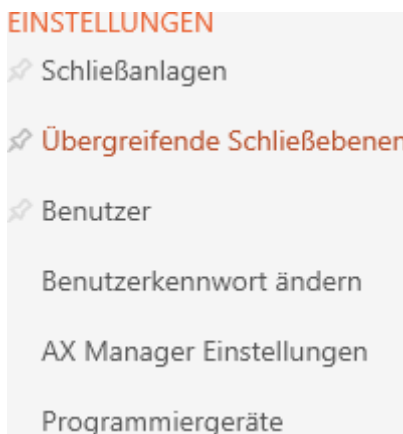 EINSTELLUNGEN
Schließanlagen
Übergreifende Schließebenen
Benutzer
Benutzerkennwort ändern
AX Manager Einstellungen
Programmiergeräte